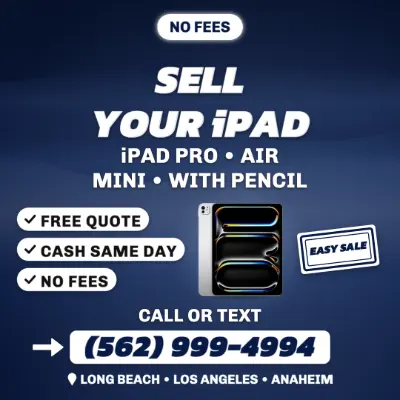 NO FEES
SELL
YOUR iPAD
iPAD PRO • AIR
MINI • WITH PENCIL
✓ FREE QUOTE
✓ CASH SAME DAY
✓ NO FEES
EASY SALE
CALL OR TEXT
→ (562) 999-4994
LONG BEACH • LOS ANGELES • ANAHEIM